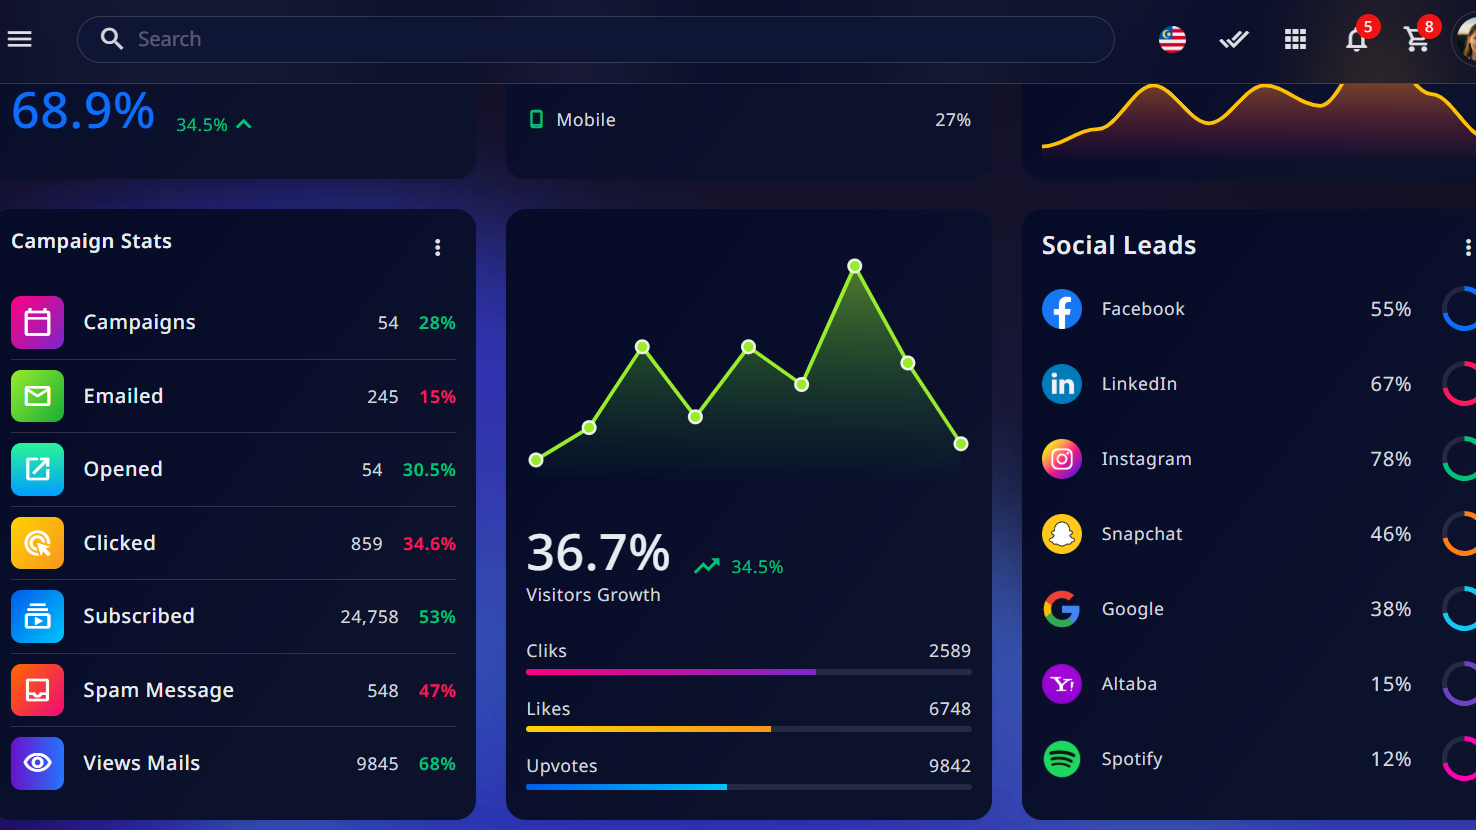 Search
5
8
68.9%
34.5%
Mobile 27%
Campaign Stats
Campaigns 54 28%
Emailed 245 15%
Opened 54 30.5%
Clicked 859 34.6%
Subscribed 24,758 53%
Spam Message 548 47%
Views Mails 9845 68%
36.7% 34.5%
Visitors Growth
Cliks 2589
Likes 6748
Upvotes 9842
Social Leads
Facebook 55%
LinkedIn 67%
Instagram 78%
Snapchat 46%
Google 38%
Altaba 15%
Spotify 12%